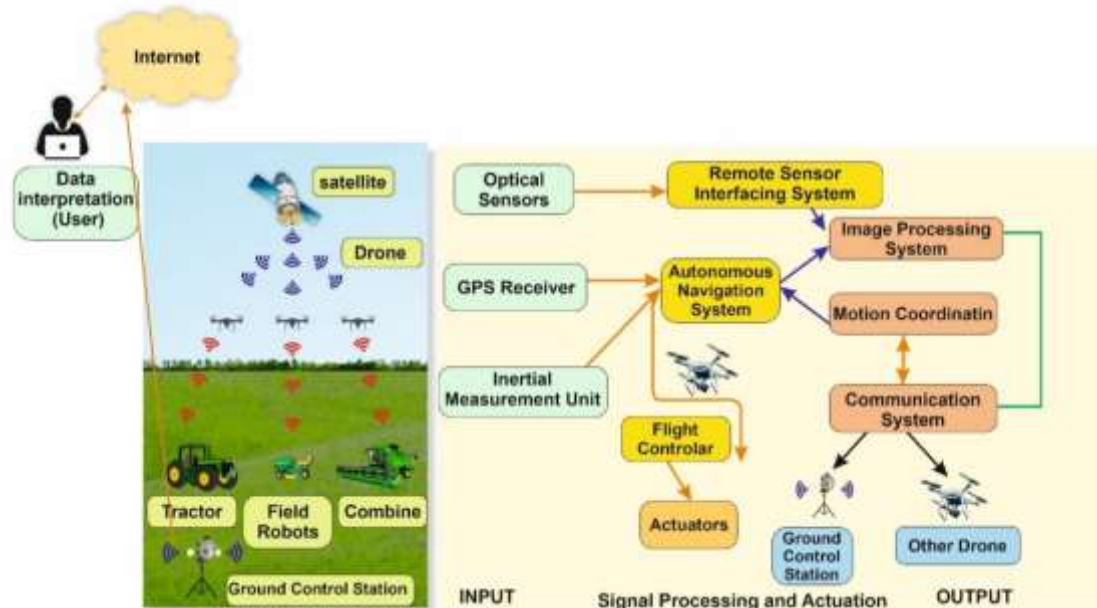 Internet
Data
interpretation
(User)
satellite
Drone
Tractor
Field
Robots
Combine
Ground Control Station
Optical
Sensors
Remote Sensor
Interfacing System
Image Processing
System
GPS Receiver
Autonomous
Navigation
System
Motion Coordinatin
Inertial
Measurement Unit
Communication
System
Flight
Controlar
Actuators
Ground
Control
Station
Other Drone
INPUT
Signal Processing and Actuation
OUTPUT